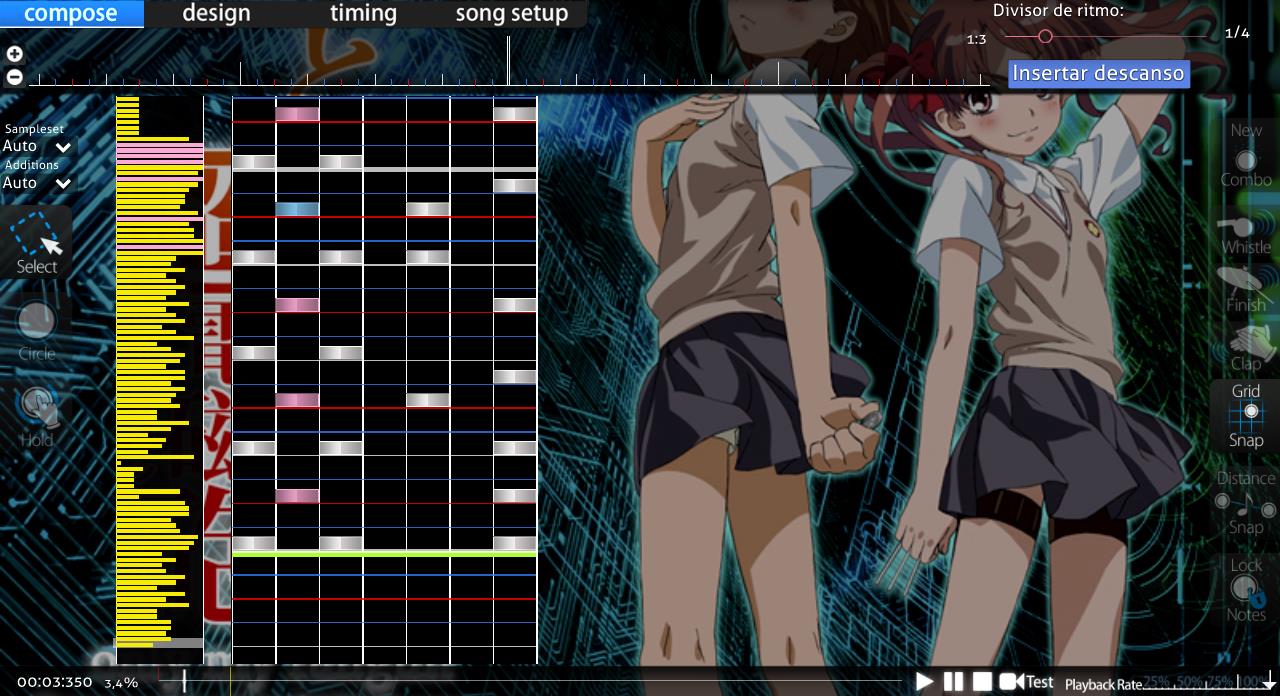 compose design timing song setup
Divisor de ritmo:
1:3
1/4
Insertar descanso
Sampleset
Auto
Additions
Auto
Select
Circle
Hold
New
Combo
Whistle
Finish
Clap
Grid
Snap
Distance
Snap
Lock
Notes
00:03:350 3,4%
Test
Playback Rate
25% 50% 75% 100%